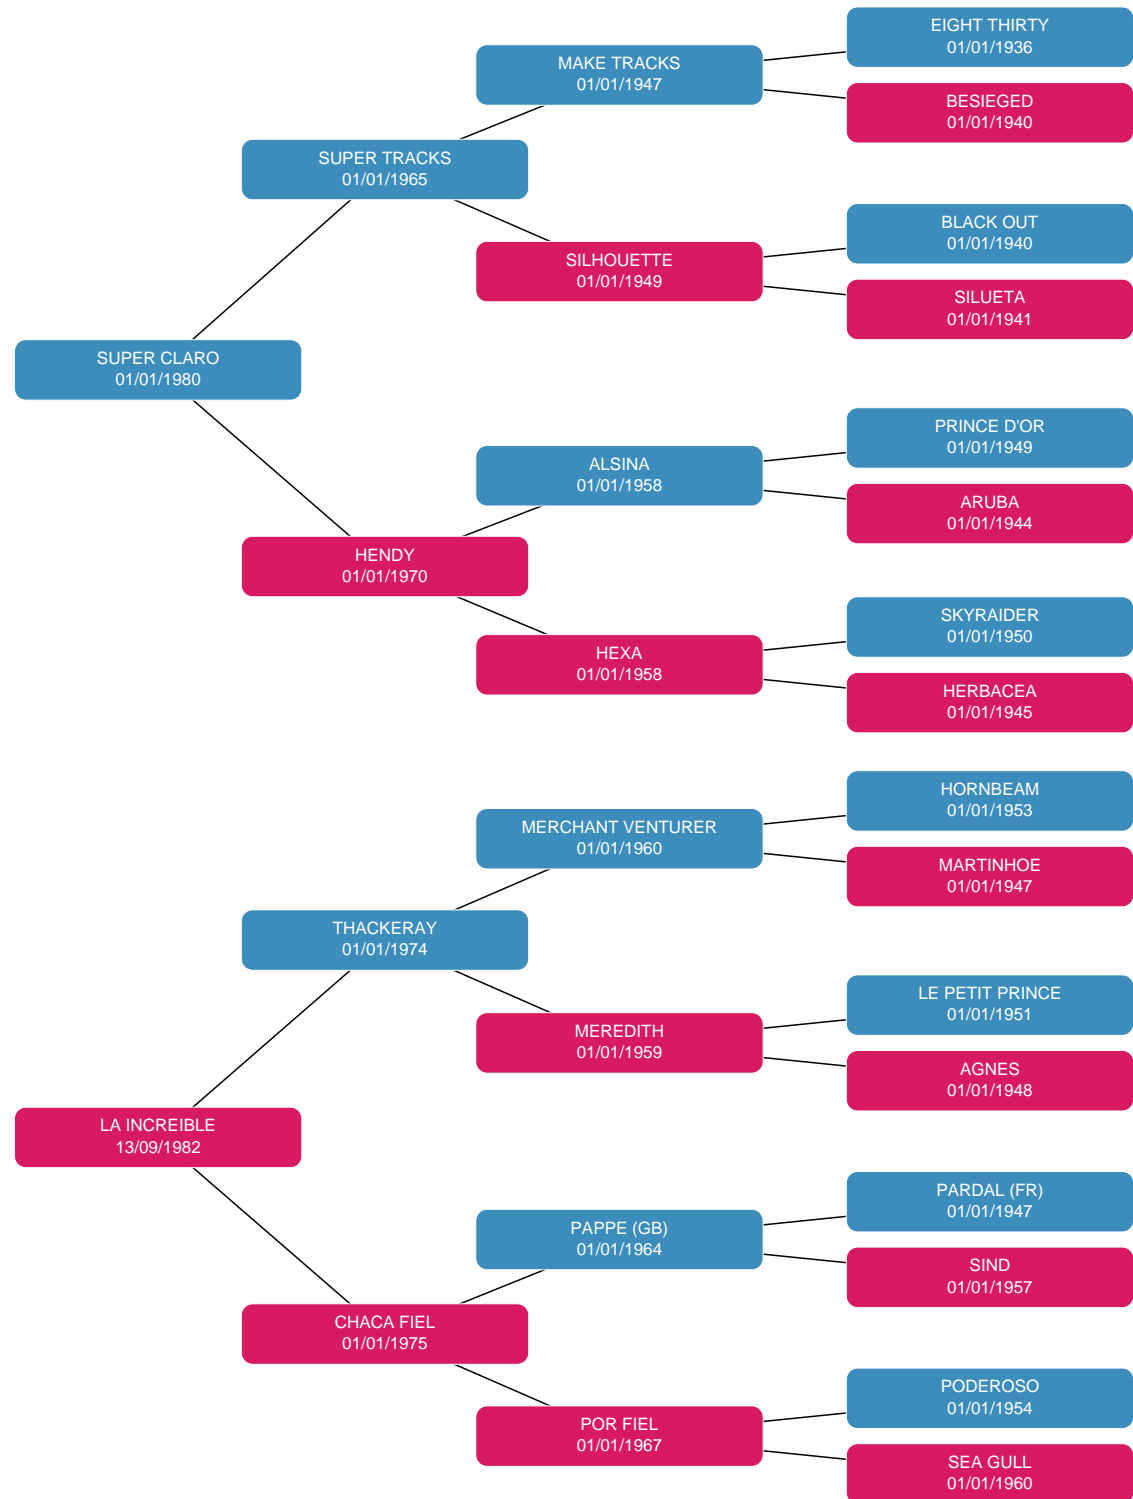 EIGHT THIRTY
01/01/1936
MAKE TRACKS
01/01/1947
BESIEGED
01/01/1940
SUPER TRACKS
01/01/1965
BLACK OUT
01/01/1940
SILHOUETTE
01/01/1949
SILUETA
01/01/1941
SUPER CLARO
01/01/1980
PRINCE D'OR
01/01/1949
ALSINA
01/01/1958
ARUBA
01/01/1944
HENDY
01/01/1970
SKYRAIDER
01/01/1950
HEXA
01/01/1958
HERBACEA
01/01/1945
HORNBEAM
01/01/1953
MERCHANT VENTURER
01/01/1960
MARTINHOE
01/01/1947
THACKERAY
01/01/1974
LE PETIT PRINCE
01/01/1951
MEREDITH
01/01/1959
AGNES
01/01/1948
LA INCREIBLE
13/09/1982
PARDAL (FR)
01/01/1947
PAPPE (GB)
01/01/1964
SIND
01/01/1957
CHACA FIEL
01/01/1975
PODEROSO
01/01/1954
POR FIEL
01/01/1967
SEA GULL
01/01/1960